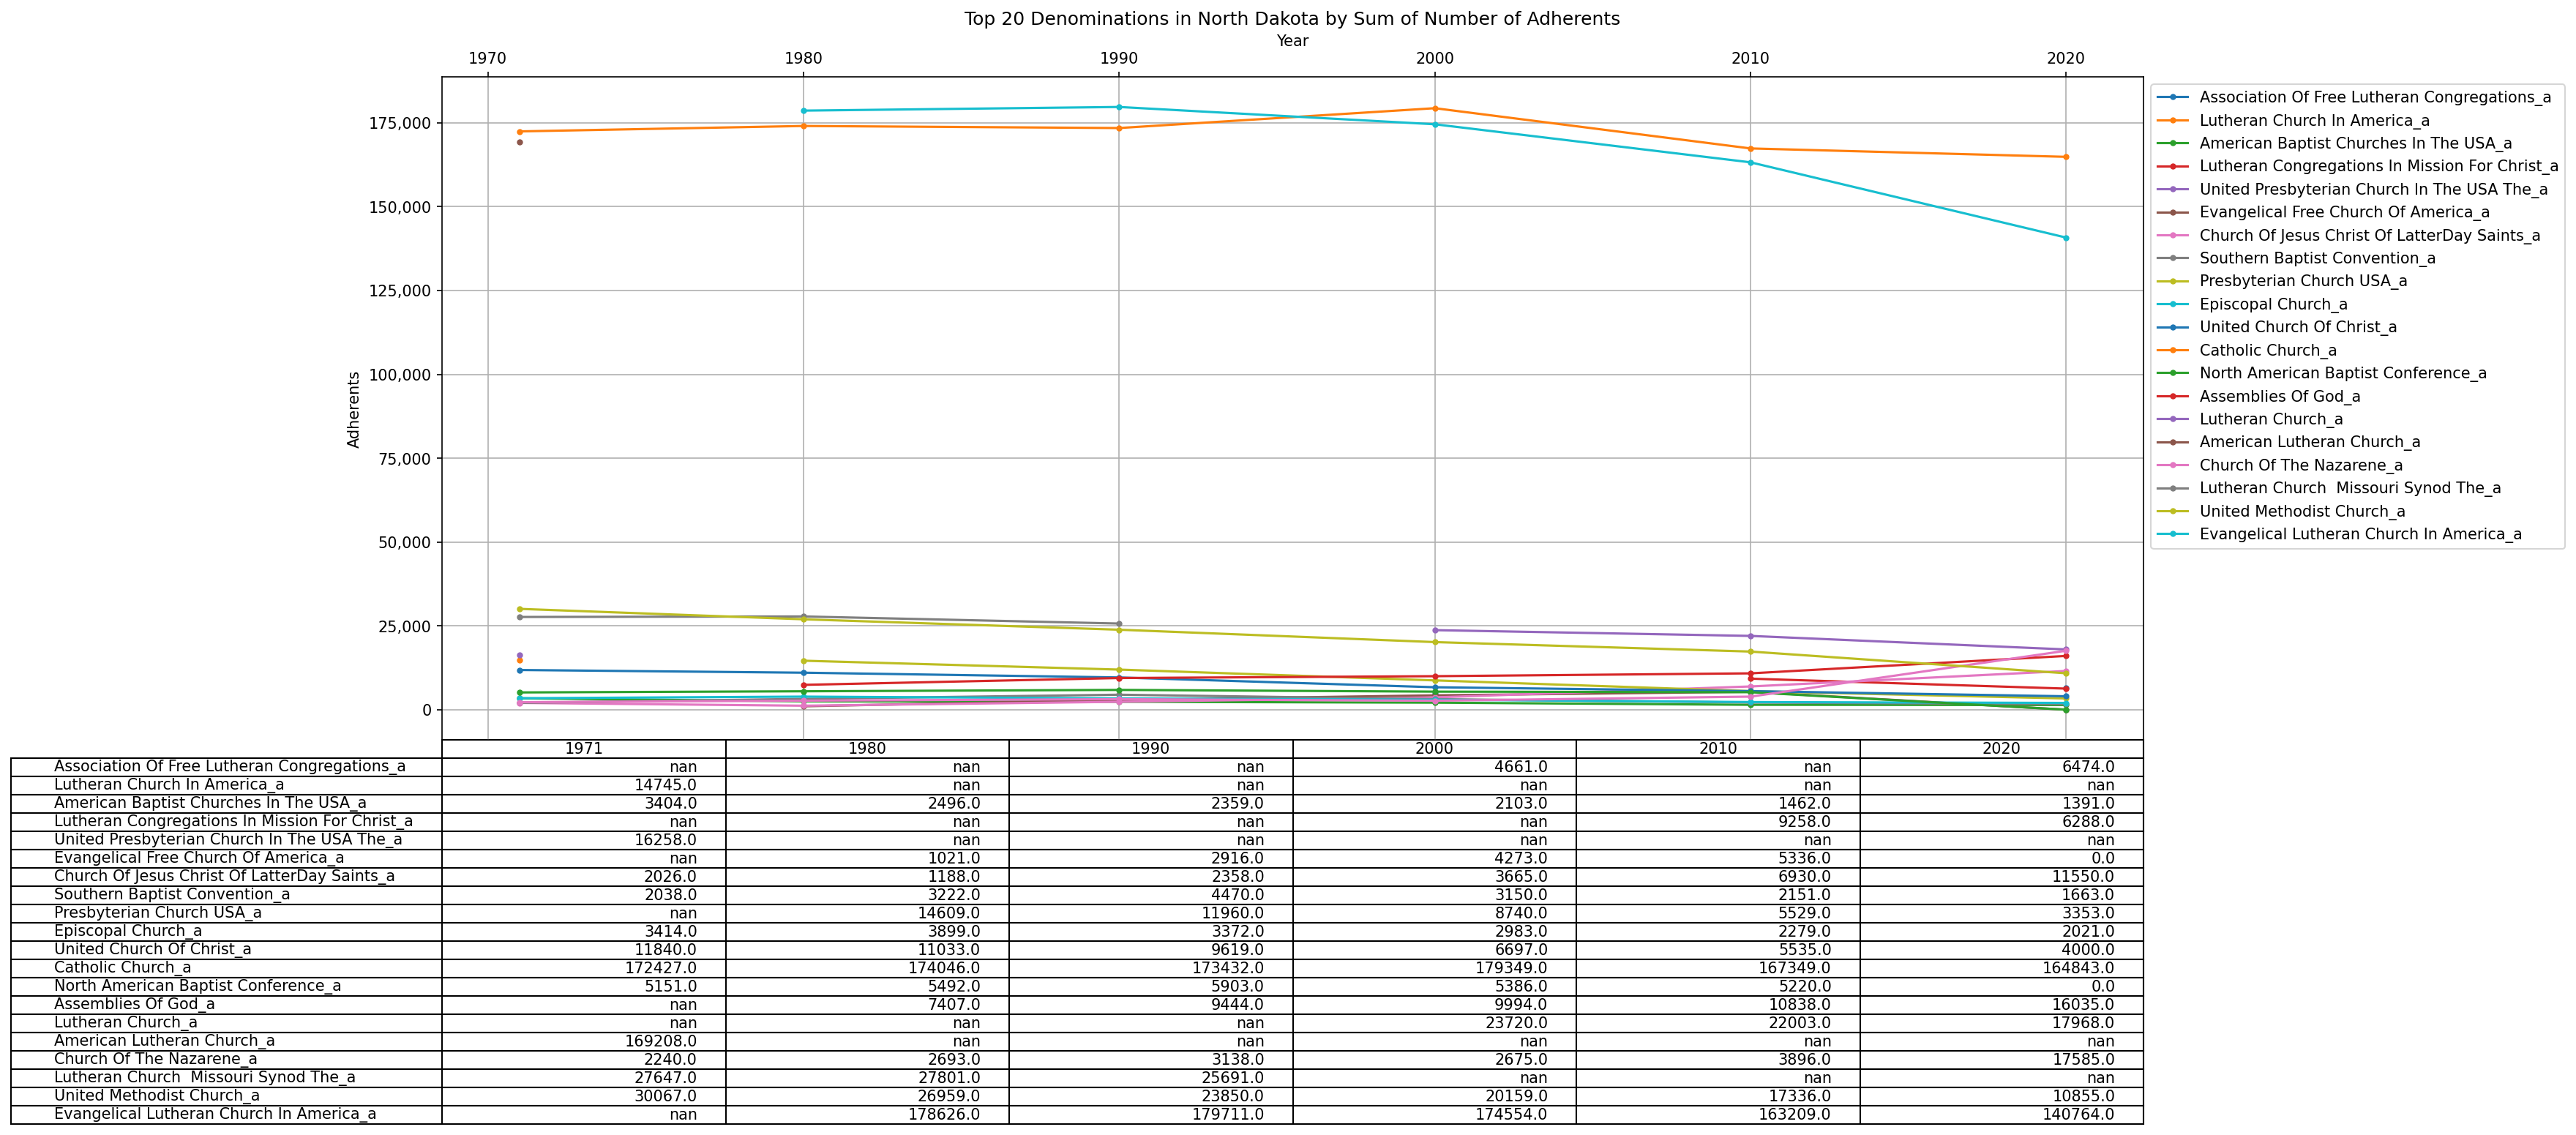 Top 20 Denominations in North Dakota by Sum of Number of Adherents
Year
1970 1980 1990 2000 2010 2020
175,000
150,000
125,000
100,000
75,000
50,000
25,000
0
Adherents
Association Of Free Lutheran Congregations_a
Lutheran Church In America_a
American Baptist Churches In The USA_a
Lutheran Congregations In Mission For Christ_a
United Presbyterian Church In The USA The_a
Evangelical Free Church Of America_a
Church Of Jesus Christ Of LatterDay Saints_a
Southern Baptist Convention_a
Presbyterian Church USA_a
Episcopal Church_a
United Church Of Christ_a
Catholic Church_a
North American Baptist Conference_a
Assemblies Of God_a
Lutheran Church_a
American Lutheran Church_a
Church Of The Nazarene_a
Lutheran Church  Missouri Synod The_a
United Methodist Church_a
Evangelical Lutheran Church In America_a
1971 1980 1990 2000 2010 2020
Association Of Free Lutheran Congregations_a nan nan nan 4661.0 nan 6474.0
Lutheran Church In America_a 14745.0 nan nan nan nan nan
American Baptist Churches In The USA_a 3404.0 2496.0 2359.0 2103.0 1462.0 1391.0
Lutheran Congregations In Mission For Christ_a nan nan nan nan 9258.0 6288.0
United Presbyterian Church In The USA The_a 16258.0 nan nan nan nan nan
Evangelical Free Church Of America_a nan 1021.0 2916.0 4273.0 5336.0 0.0
Church Of Jesus Christ Of LatterDay Saints_a 2026.0 1188.0 2358.0 3665.0 6930.0 11550.0
Southern Baptist Convention_a 2038.0 3222.0 4470.0 3150.0 2151.0 1663.0
Presbyterian Church USA_a nan 14609.0 11960.0 8740.0 5529.0 3353.0
Episcopal Church_a 3414.0 3899.0 3372.0 2983.0 2279.0 2021.0
United Church Of Christ_a 11840.0 11033.0 9619.0 6697.0 5535.0 4000.0
Catholic Church_a 172427.0 174046.0 173432.0 179349.0 167349.0 164843.0
North American Baptist Conference_a 5151.0 5492.0 5903.0 5386.0 5220.0 0.0
Assemblies Of God_a nan 7407.0 9444.0 9994.0 10838.0 16035.0
Lutheran Church_a nan nan nan 23720.0 22003.0 17968.0
American Lutheran Church_a 169208.0 nan nan nan nan nan
Church Of The Nazarene_a 2240.0 2693.0 3138.0 2675.0 3896.0 17585.0
Lutheran Church  Missouri Synod The_a 27647.0 27801.0 25691.0 nan nan nan
United Methodist Church_a 30067.0 26959.0 23850.0 20159.0 17336.0 10855.0
Evangelical Lutheran Church In America_a nan 178626.0 179711.0 174554.0 163209.0 140764.0